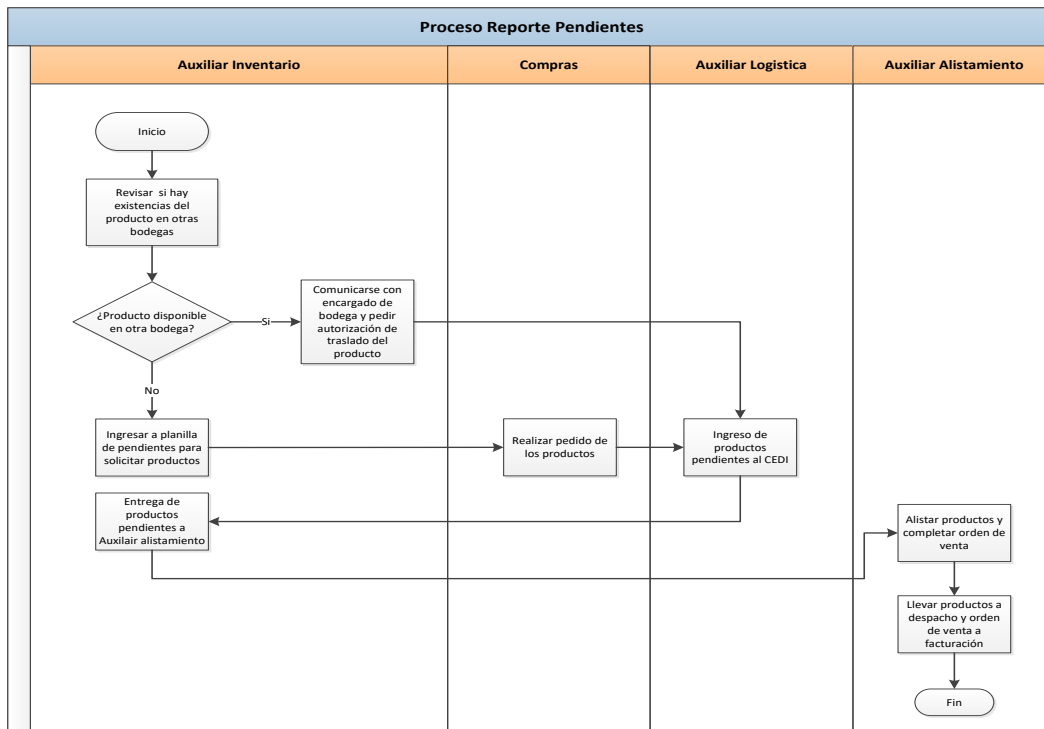 Proceso Reporte Pendientes
Auxiliar Inventario
Compras
Auxiliar Logistica
Auxiliar Alistamiento
Inicio
Revisar si hay
existencias del
producto en otras
bodegas
¿Producto disponible
en otra bodega?
Si
Comunicarse con
encargado de
bodega y pedir
autorización de
traslado del
producto
No
Ingresar a planilla
de pendientes para
solicitar productos
Realizar pedido de
los productos
Ingreso de
productos
pendientes al CEDI
Entrega de
productos
pendientes a
Auxilair alistamiento
Alistar productos y
completar orden de
venta
Llevar productos a
despacho y orden
de venta a
facturación
Fin